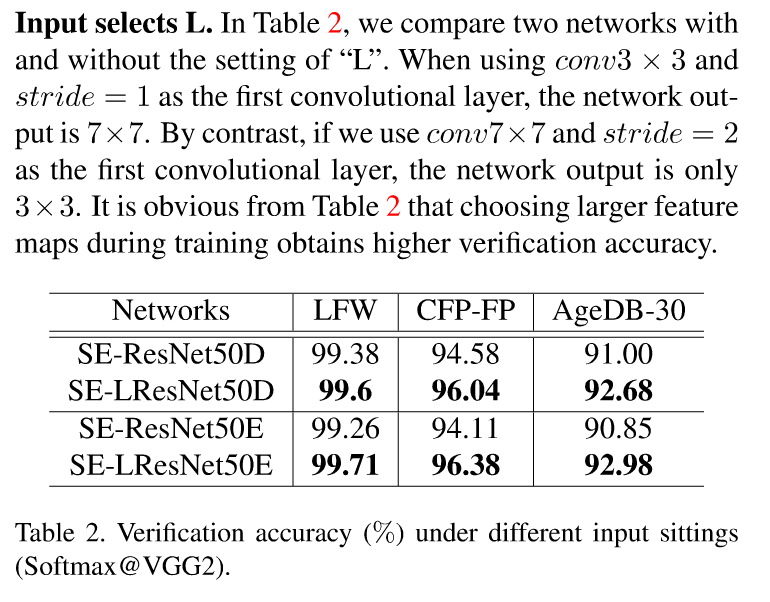 Input selects L. In Table 2, we compare two networks with
and without the setting of “L”. When using conv3 × 3 and
stride = 1 as the first convolutional layer, the network out-
put is 7×7. By contrast, if we use conv7×7 and stride = 2
as the first convolutional layer, the network output is only
3×3. It is obvious from Table 2 that choosing larger feature
maps during training obtains higher verification accuracy.
Networks LFW CFP-FP AgeDB-30
SE-ResNet50D 99.38 94.58 91.00
SE-LResNet50D 99.6 96.04 92.68
SE-ResNet50E 99.26 94.11 90.85
SE-LResNet50E 99.71 96.38 92.98
Table 2. Verification accuracy (%) under different input sittings
(Softmax@VGG2).